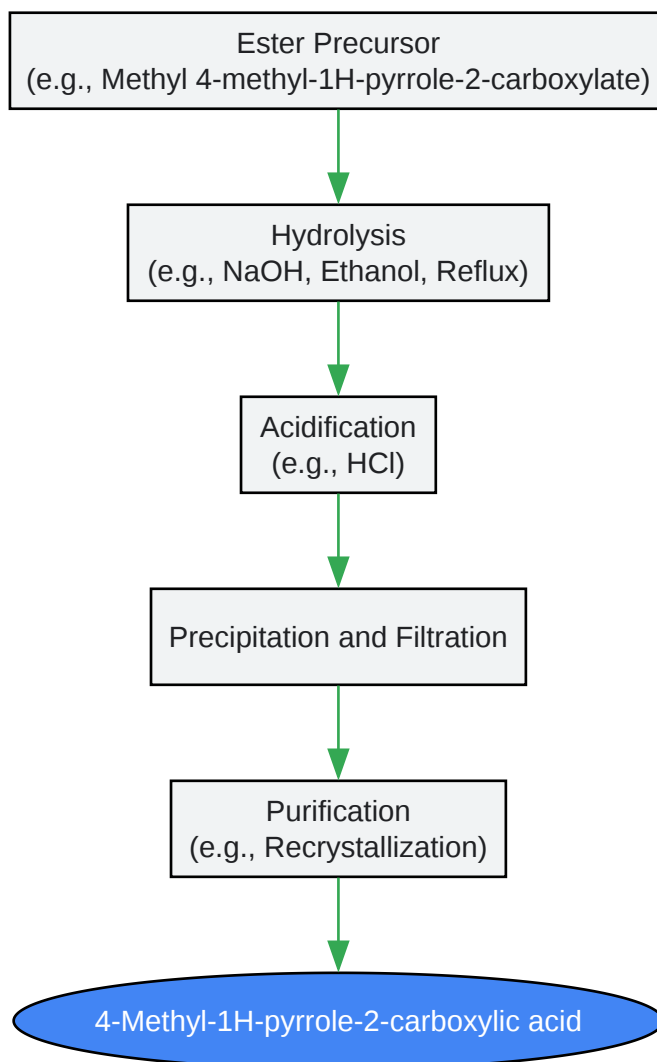 Ester Precursor
(e.g., Methyl 4-methyl-1H-pyrrole-2-carboxylate)
Hydrolysis
(e.g., NaOH, Ethanol, Reflux)
Acidification
(e.g., HCl)
Precipitation and Filtration
Purification
(e.g., Recrystallization)
4-Methyl-1H-pyrrole-2-carboxylic acid